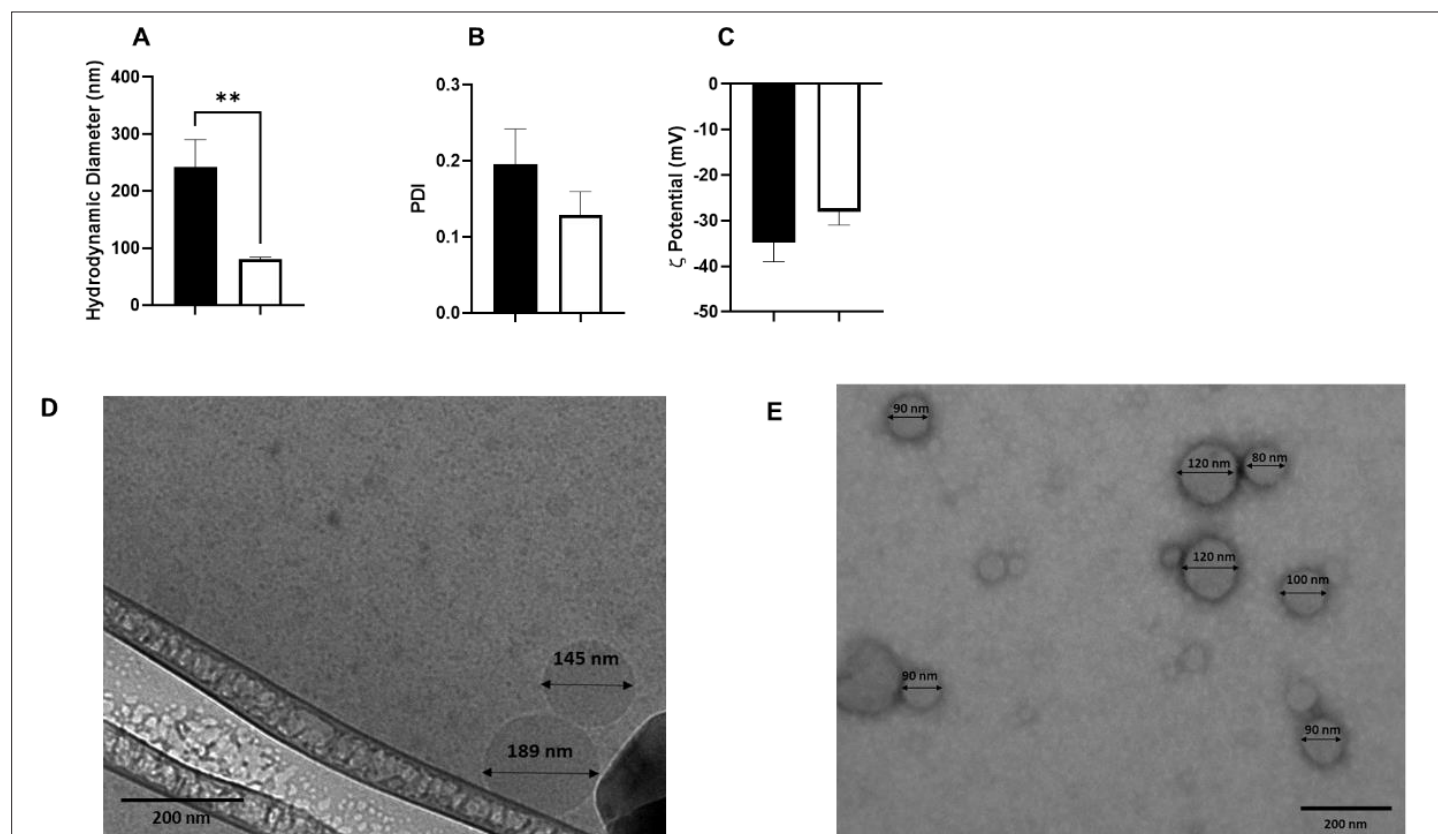 A
B
C
Hydrodynamic Diameter (nm)
400
300
200
100
0
**
PDI
0.3
0.2
0.1
0.0
ζ Potential (mV)
0
-10
-20
-30
-40
-50
D
145 nm
189 nm
200 nm
E
90 nm
120 nm
80 nm
120 nm
100 nm
90 nm
90 nm
200 nm